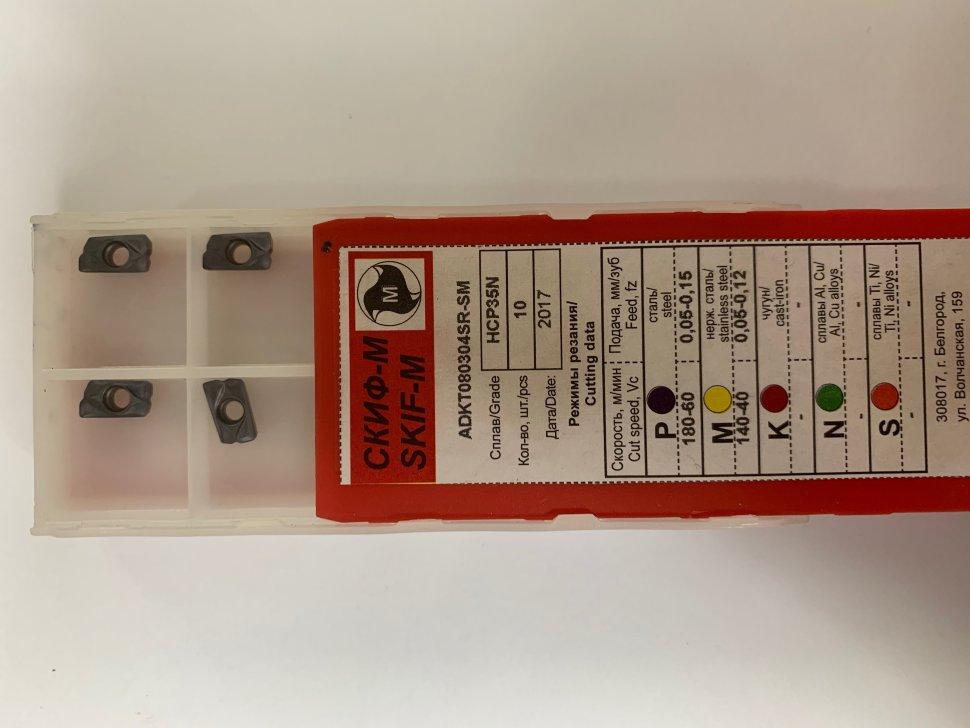 СКИФ-М
SKIF-M
M
ADKT080304SR-SM
Сплав/Grade HCP35N
Кол-во, шт./pcs 10
Дата/Date: 2017
Режимы резания/
Cutting data
Скорость, м/мин Подача, мм/зуб
Cut speed, Vc Feed, fz
P сталь/
steel
180-60 0,05-0,15
M нерж. сталь/
stainless steel
140-40 0,05-0,12
K чугун/
cast-iron
- -
N сплавы Al, Cu/
Al, Cu alloys
- -
S сплавы Ti, Ni/
Ti, Ni alloys
- -
308017, г. Белгород,
ул. Волчанская, 159